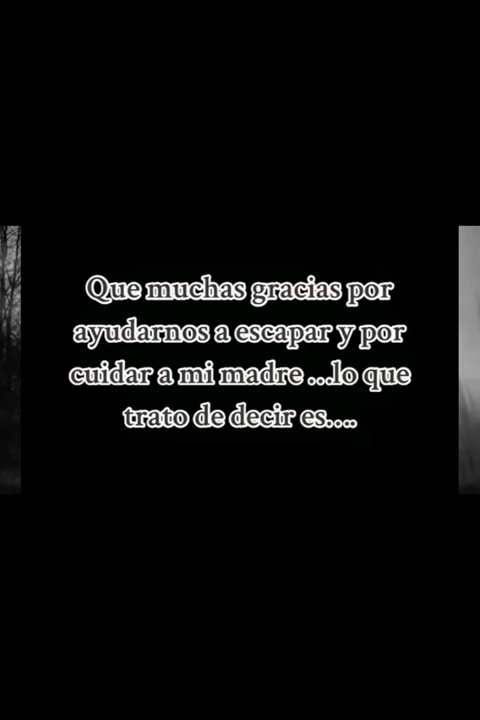 Que muchas gracias por
ayudarnos a escapar y por
cuidar a mi madre ...lo que
trato de decir es....